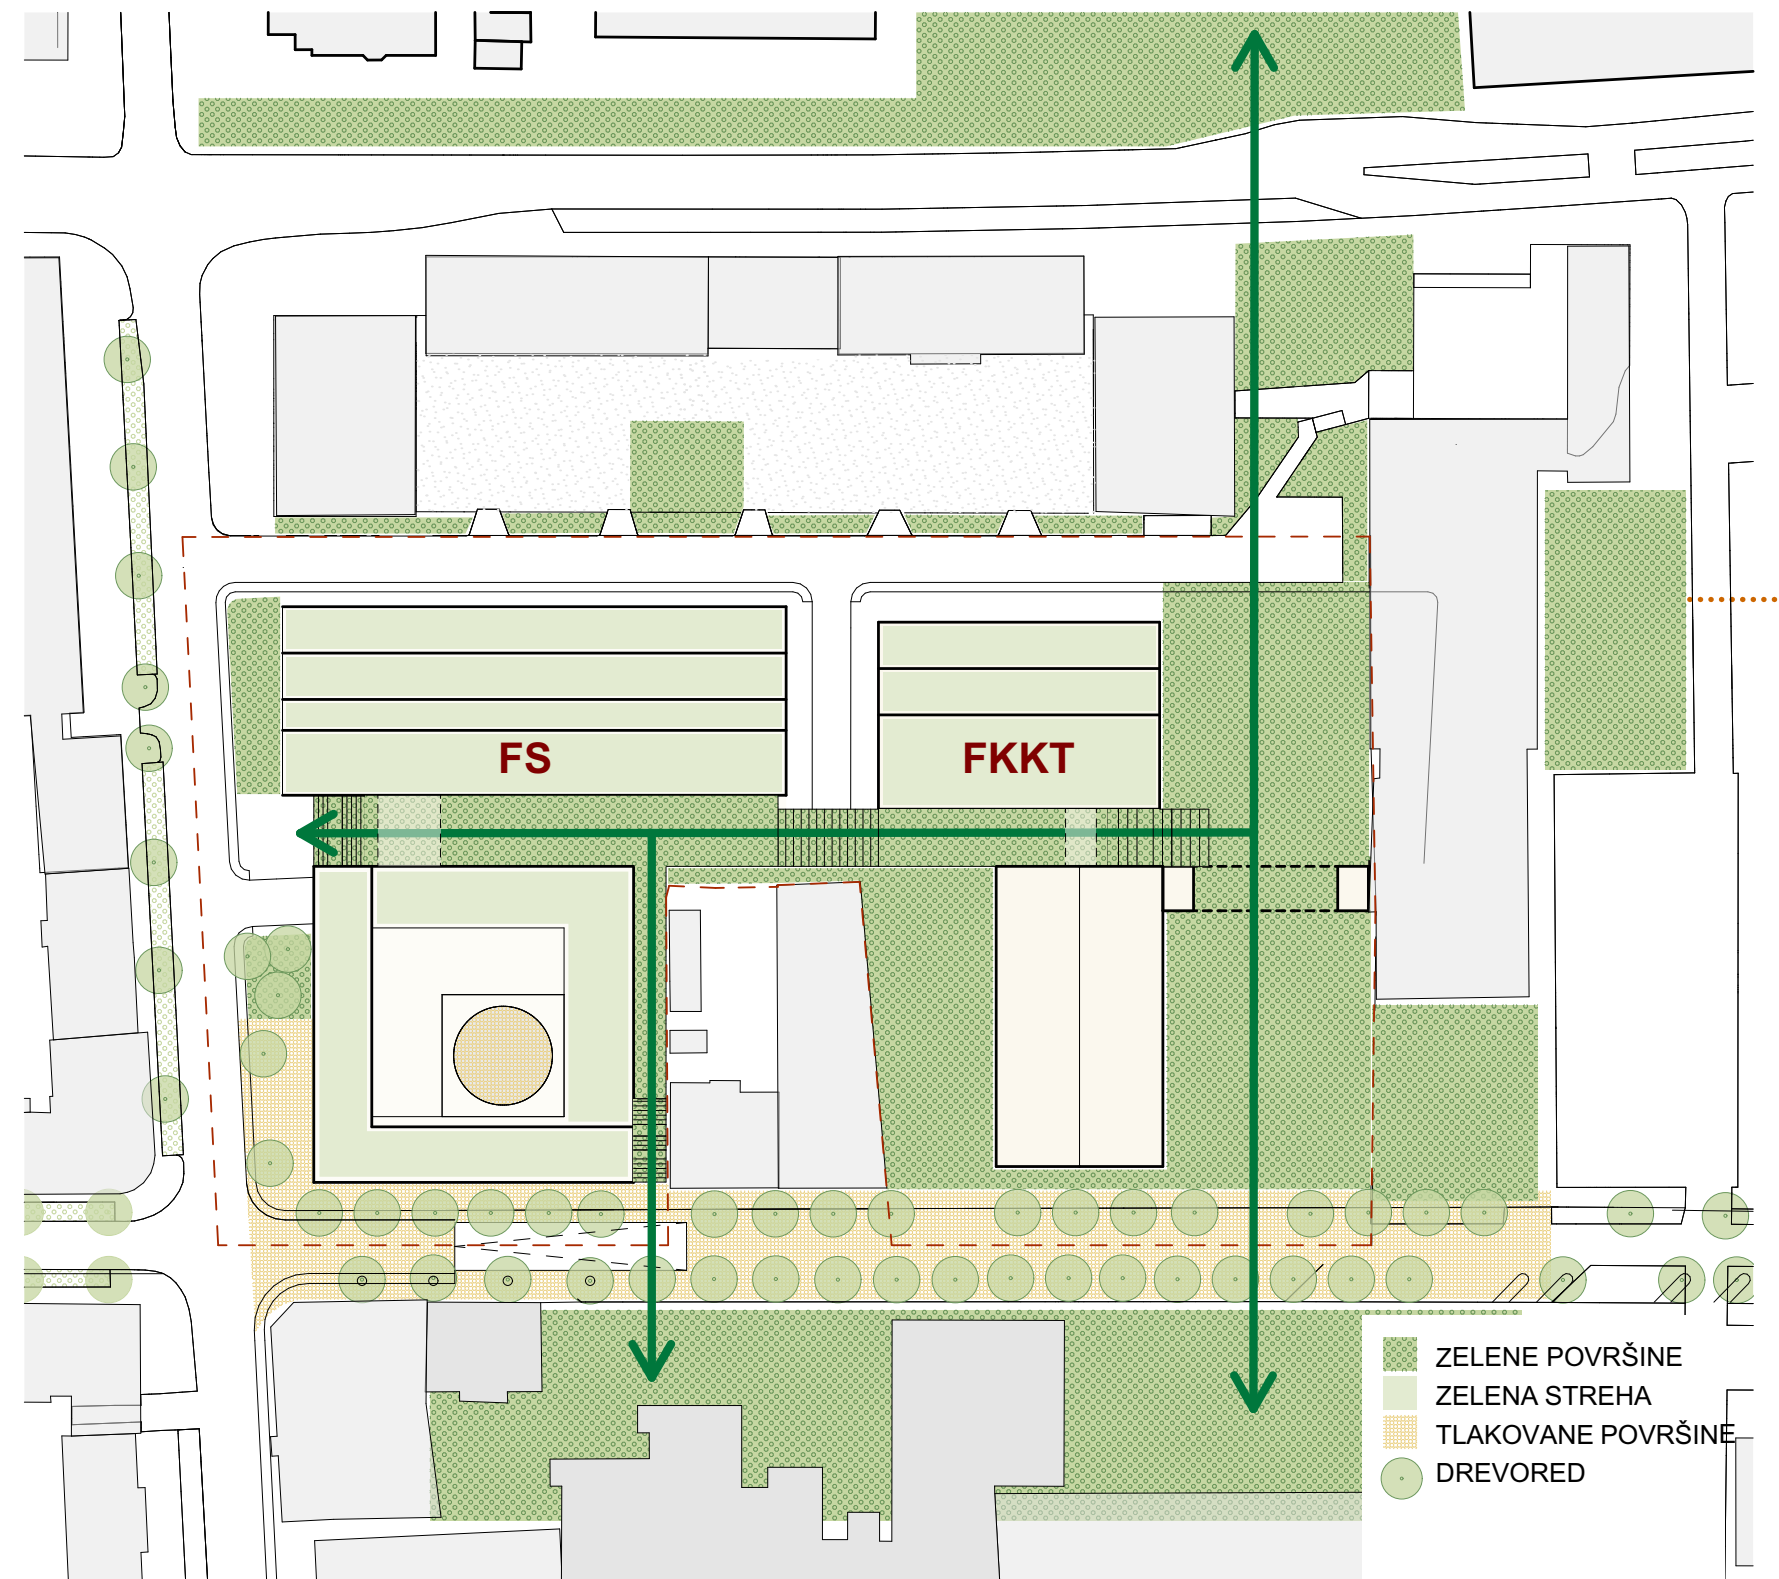 FS
FKKT
ZELENE POVRŠINE
ZELENA STREHA
TLAKOVANE POVRŠINE
DREVORED